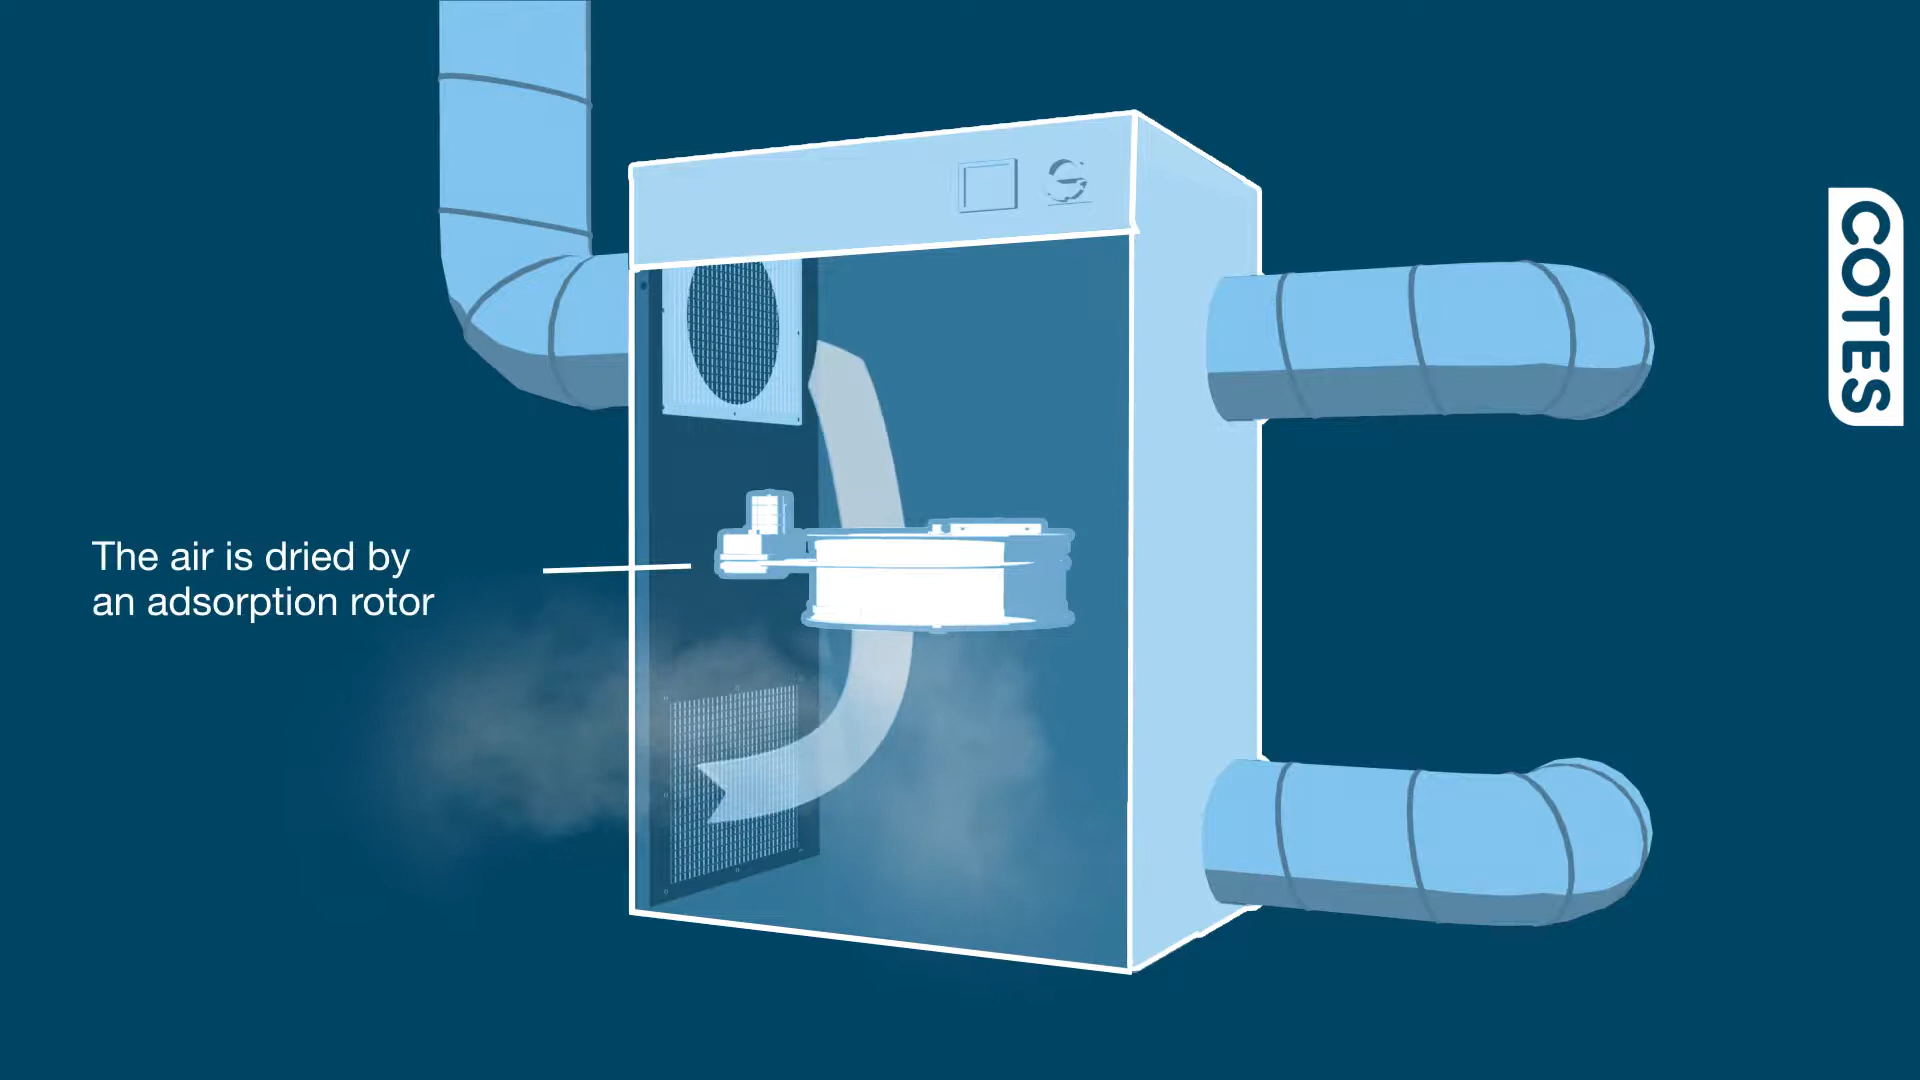 The air is dried by
an adsorption rotor
COTES